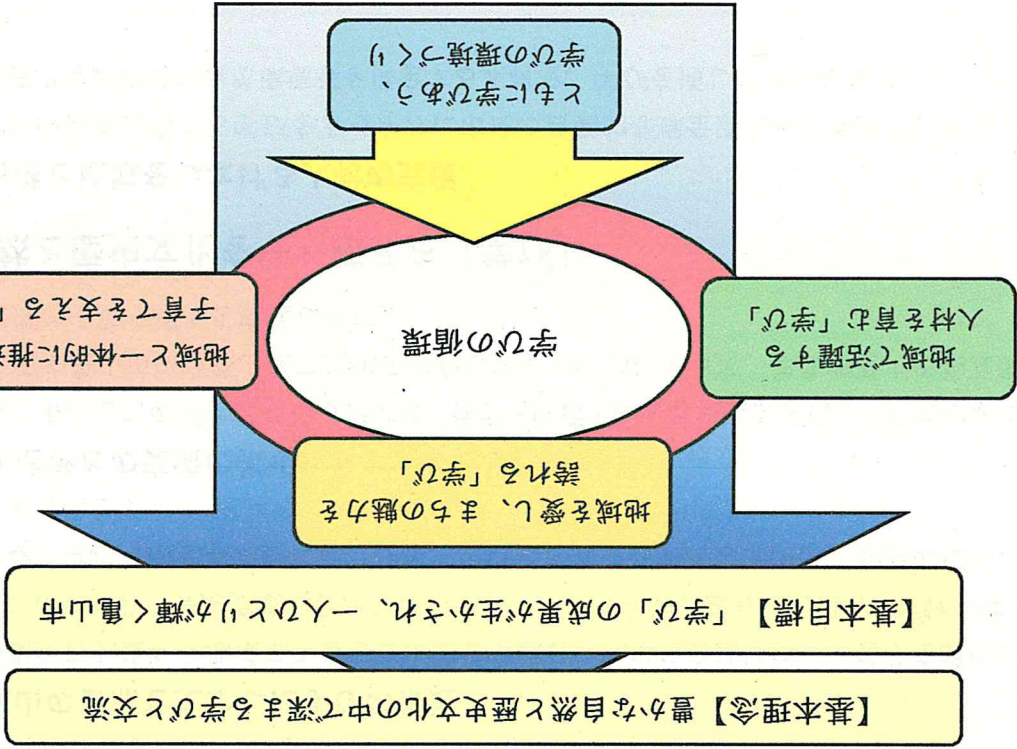 【基本理念】豊かな自然と歴史文化の中で深まる学びと交流
【基本目標】「学び」の成果が生かされ、一人ひとりが輝く亀山市
地域を愛し、まちの魅力を
誇れる「学び」
地域で活躍する
人材を育む「学び」
学びの循環
地域と一体的に推
子育てを支える「
ともに学びあう、
学びの環境づくり